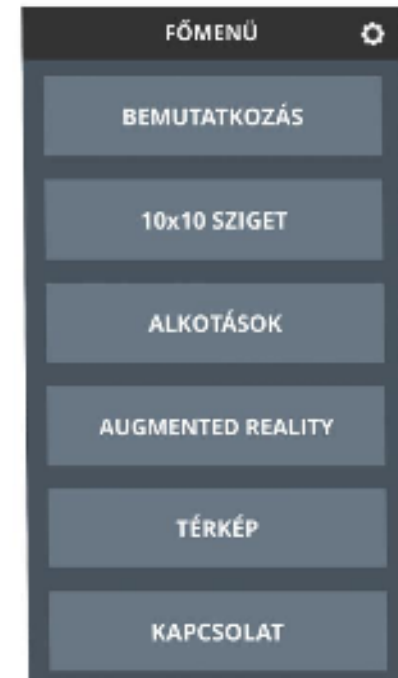 FŐMENÜ
BEMUTATKOZÁS
10x10 SZIGET
ALKOTÁSOK
AUGMENTED REALITY
TÉRKÉP
KAPCSOLAT